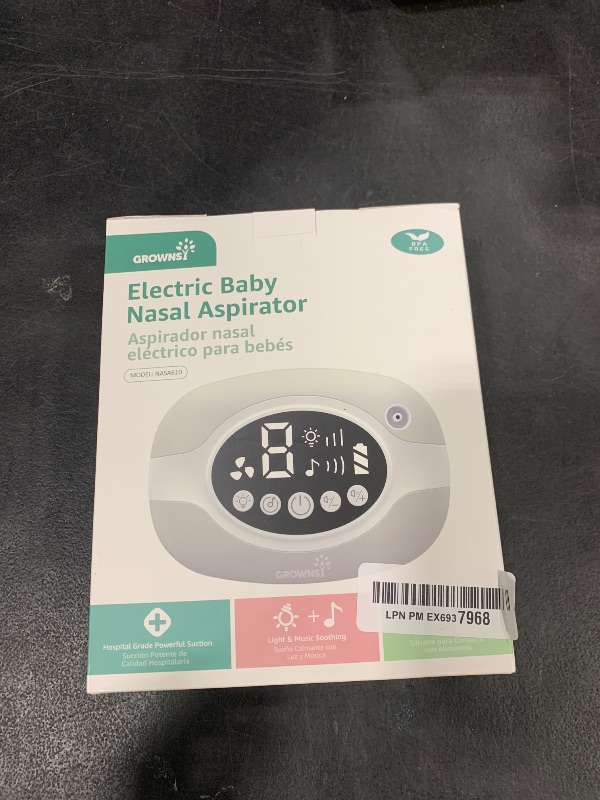 GROWNSY
BPA
FREE
Electric Baby
Nasal Aspirator
Aspirador nasal
eléctrico para bebés
MODEL: NASA610
8
GROWNSY
LPN PM EX693 7968
Hospital Grade Powerful Suction
Succión Potente de
Calidad Hospitalaria
Light & Music Soothing
Sueño Calmante con
Luz y Música
Silicone para Contacto
con Alimentos